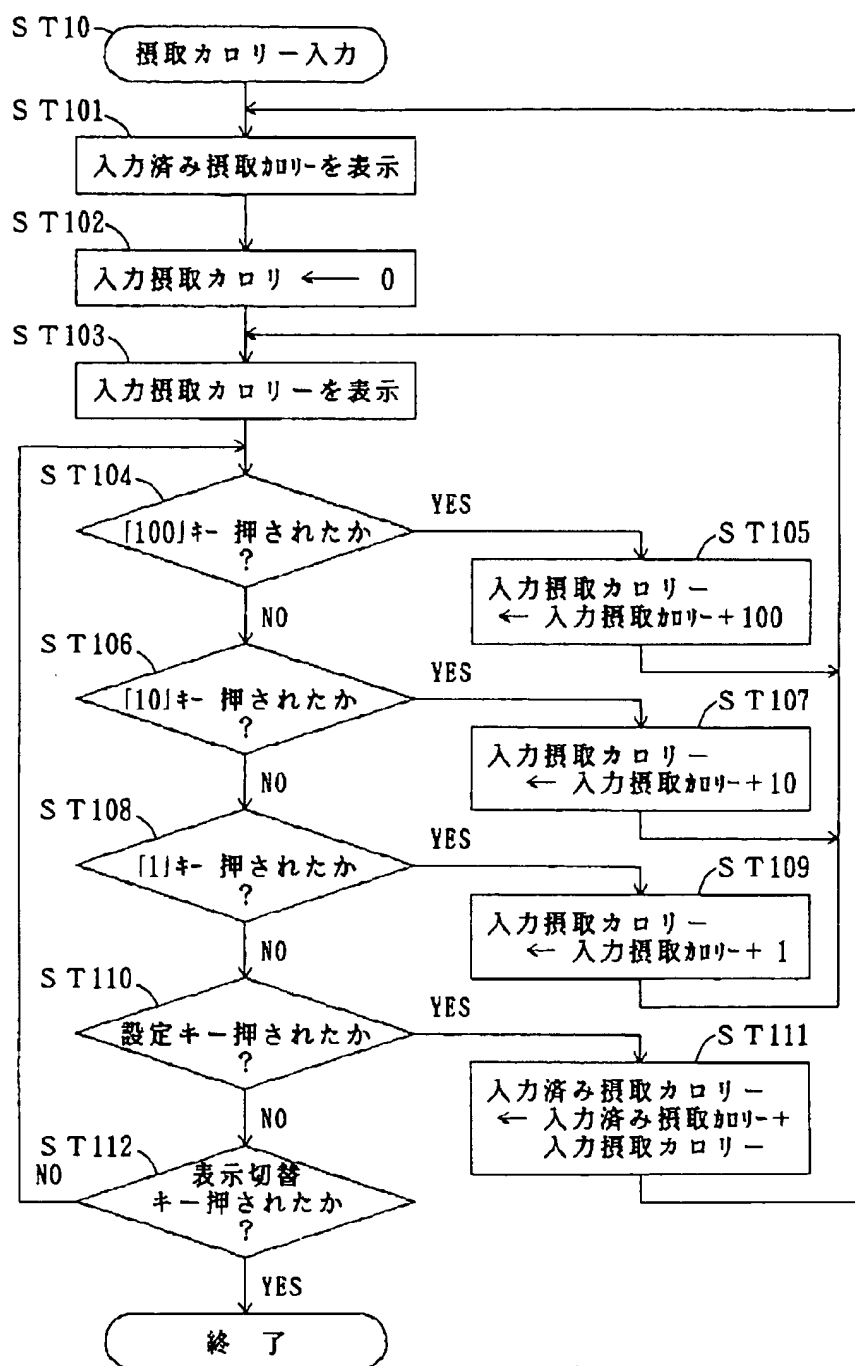 ST10
摂取カロリー入力
ST101
入力済み摂取カロリーを表示
ST102
入力摂取カロリ ← 0
ST103
入力摂取カロリーを表示
ST104
「100」キー 押されたか
?
YES
NO
ST105
入力摂取カロリー
← 入力摂取カロリー+100
ST106
「10」キー 押されたか
?
YES
NO
ST107
入力摂取カロリー
← 入力摂取カロリー+10
ST108
「1」キー 押されたか
?
YES
NO
ST109
入力摂取カロリー
← 入力摂取カロリー+1
ST110
設定キー押されたか
?
YES
NO
ST111
入力済み摂取カロリー
← 入力済み摂取カロリー+
入力摂取カロリー
ST112
NO
表示切替
キー押されたか
?
YES
終了